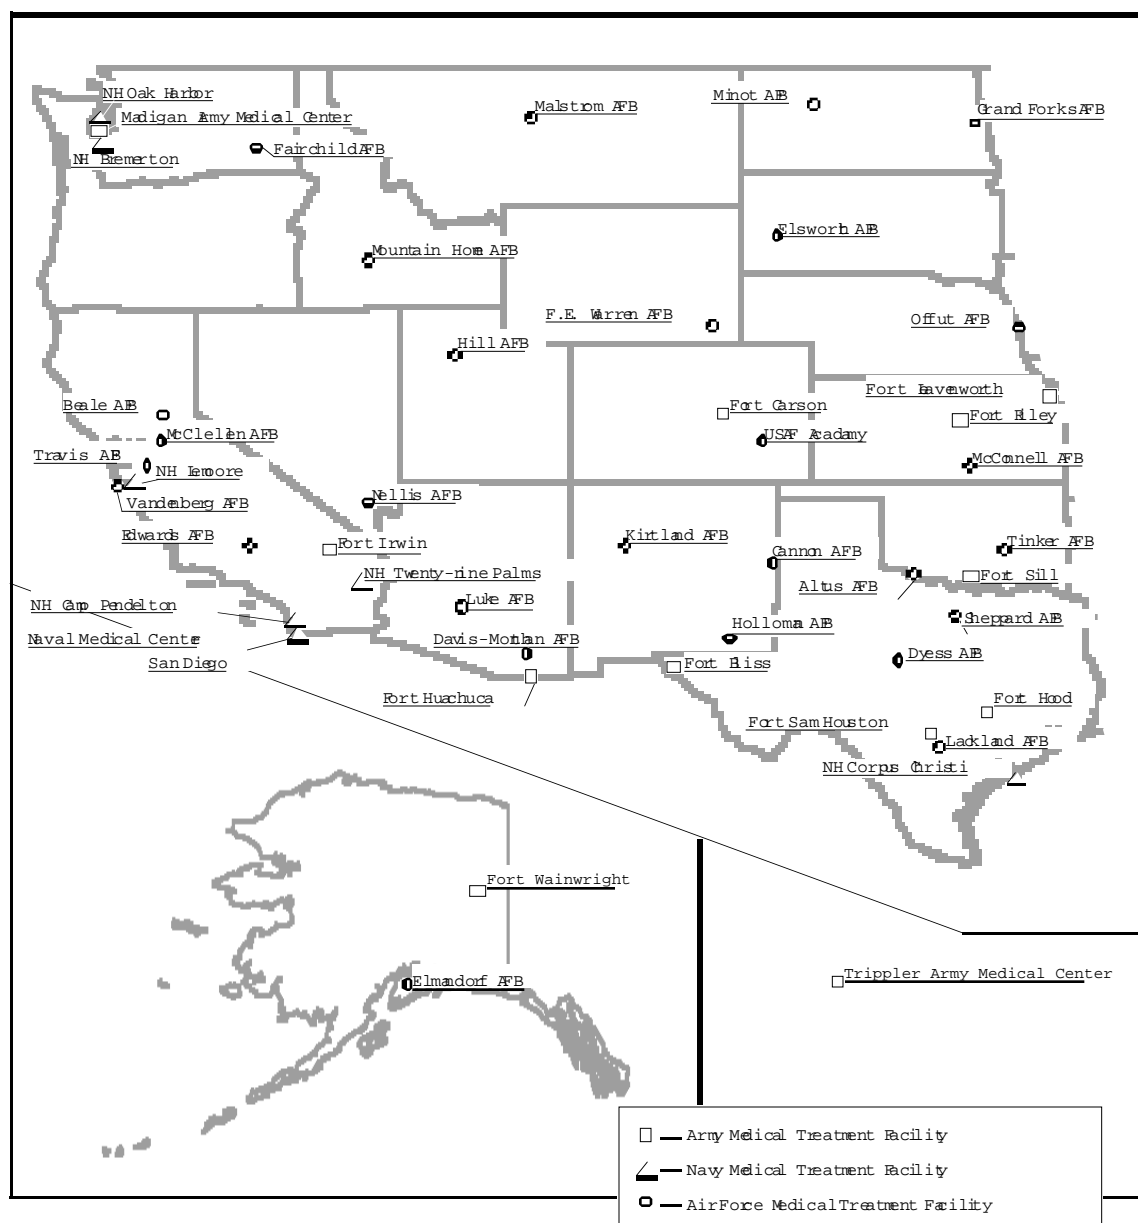 NH Oak Harbor
Malstrom AFB
Minot AFB
Grand Forks AFB
Madigan Army Medical Center
NH Bremerton
Fairchild AFB
Elsworth AFB
Mountain Home AFB
F.E. Warren AFB
Offut AFB
Hill AFB
Fort Leavenworth
Beale AFB
Fort Carson
Fort Riley
McClellen AFB
USAF Academy
Travis AFB
NH Lemoore
McConnell AFB
Vandenberg AFB
Nellis AFB
Edwards AFB
Fort Irwin
Kirtland AFB
Cannon AFB
Tinker AFB
NH Twenty-nine Palms
Altus AFB
Fort Sill
NH Camp Pendelton
Luke AFB
Holloman AFB
Sheppard AFB
Naval Medical Center
San Diego
Davis-Monthan AFB
Fort Bliss
Dyess AFB
Fort Huachuca
Fort Hood
Fort Sam Houston
Lackland AFB
NH Corpus Christi
Fort Wainwright
Elmandorf AFB
Trippler Army Medical Center
Army Medical Treatment Facility
Navy Medical Treatment Facility
Air Force Medical Treatment Facility